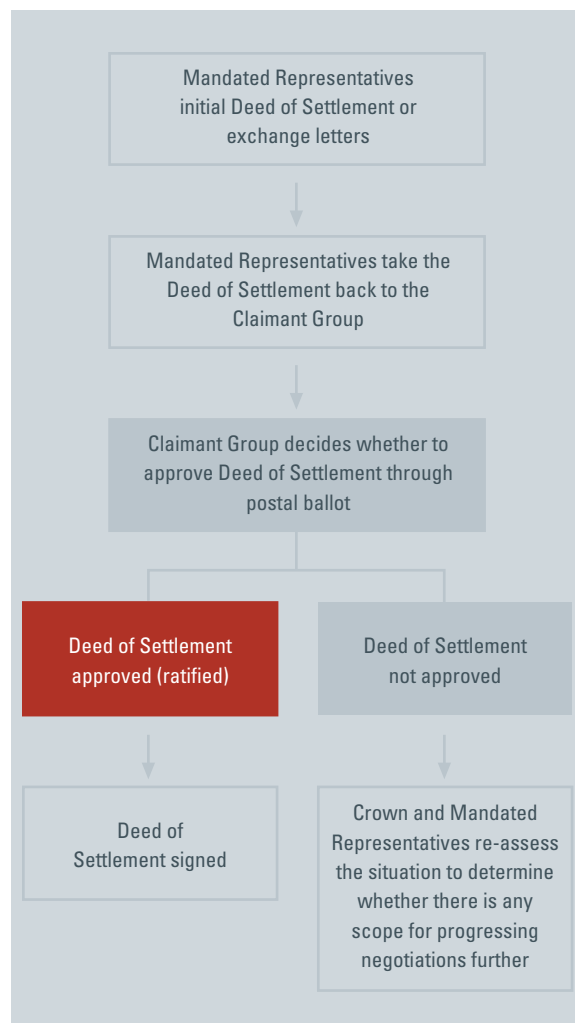 Mandated Representatives
initial Deed of Settlement or
exchange letters
Mandated Representatives take the
Deed of Settlement back to the
Claimant Group
Claimant Group decides whether to
approve Deed of Settlement through
postal ballot
Deed of Settlement
approved (ratified)
Deed of Settlement
not approved
Deed of
Settlement signed
Crown and Mandated
Representatives re-assess
the situation to determine
whether there is any
scope for progressing
negotiations further